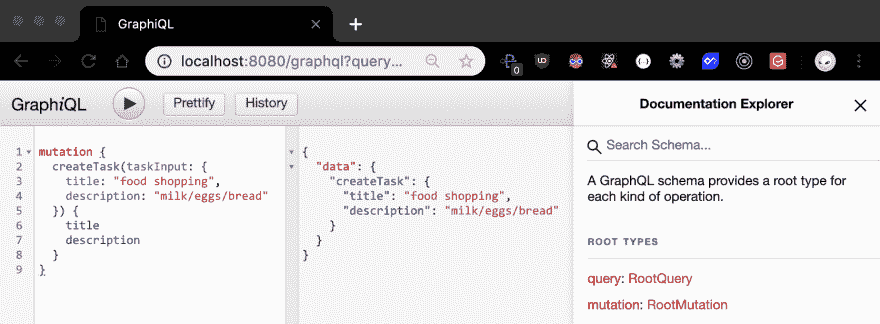 GraphiQL
localhost:8080/graphql?query...
0
GraphiQL
Prettify
History
Documentation Explorer
1 mutation {
2 createTask(taskInput: {
3 title: "food shopping",
4 description: "milk/eggs/bread"
5 }) {
6 title
7 description
8 }
9 }
{
"data": {
"createTask": {
"title": "food shopping",
"description": "milk/eggs/bread"
}
}
}
Search Schema...
A GraphQL schema provides a root type for
each kind of operation.
ROOT TYPES
query: RootQuery
mutation: RootMutation